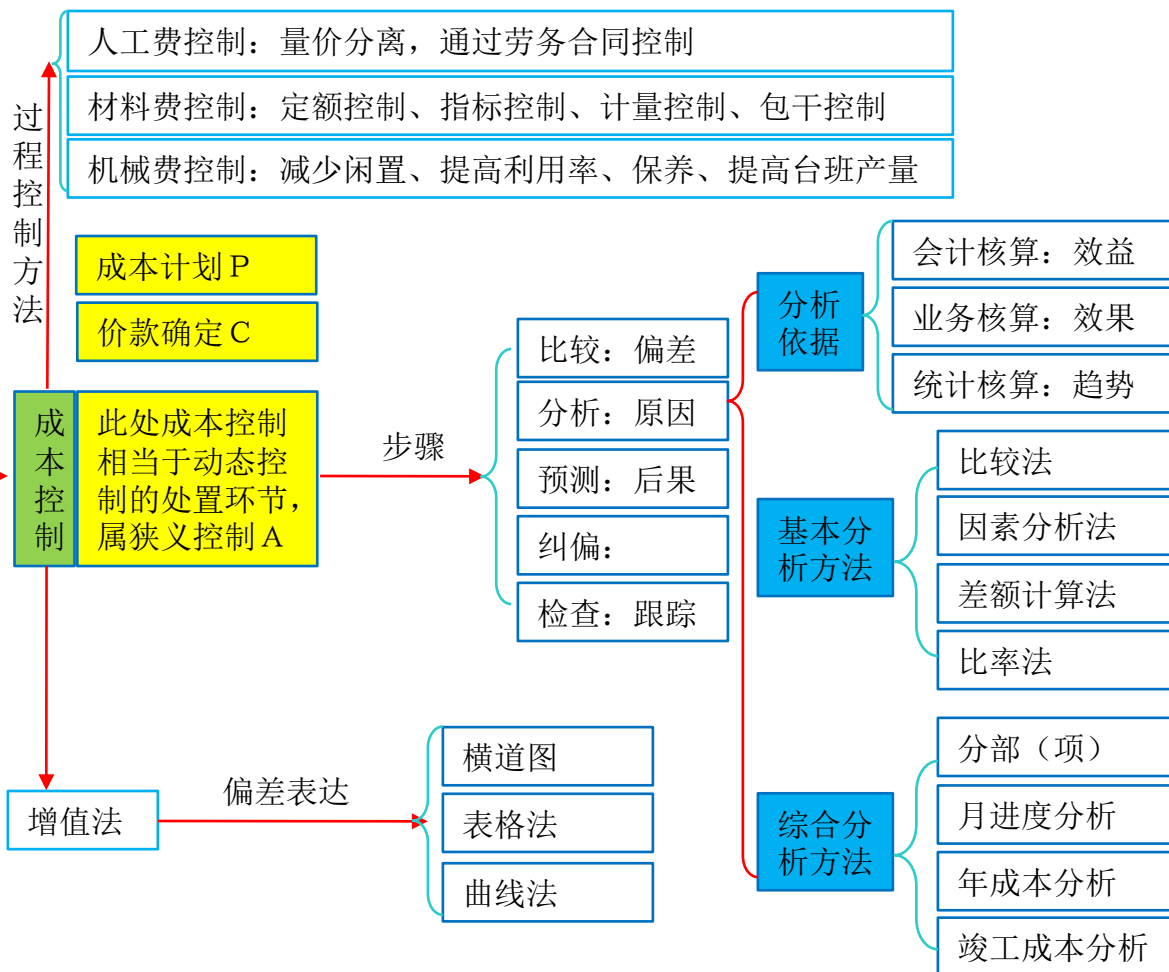 人工费控制：量价分离，通过劳务合同控制
材料费控制：定额控制、指标控制、计量控制、包干控制
机械费控制：减少闲置、提高利用率、保养、提高台班产量
过程控制方法
成本计划P
价款确定C
成本控制
此处成本控制
相当于动态控
制的处置环节，
属狭义控制A
步骤
比较：偏差
分析：原因
预测：后果
纠偏：
检查：跟踪
分析
依据
会计核算：效益
业务核算：效果
统计核算：趋势
基本分
析方法
比较法
因素分析法
差额计算法
比率法
综合分
析方法
分部（项）
月进度分析
年成本分析
竣工成本分析
增值法
偏差表达
横道图
表格法
曲线法